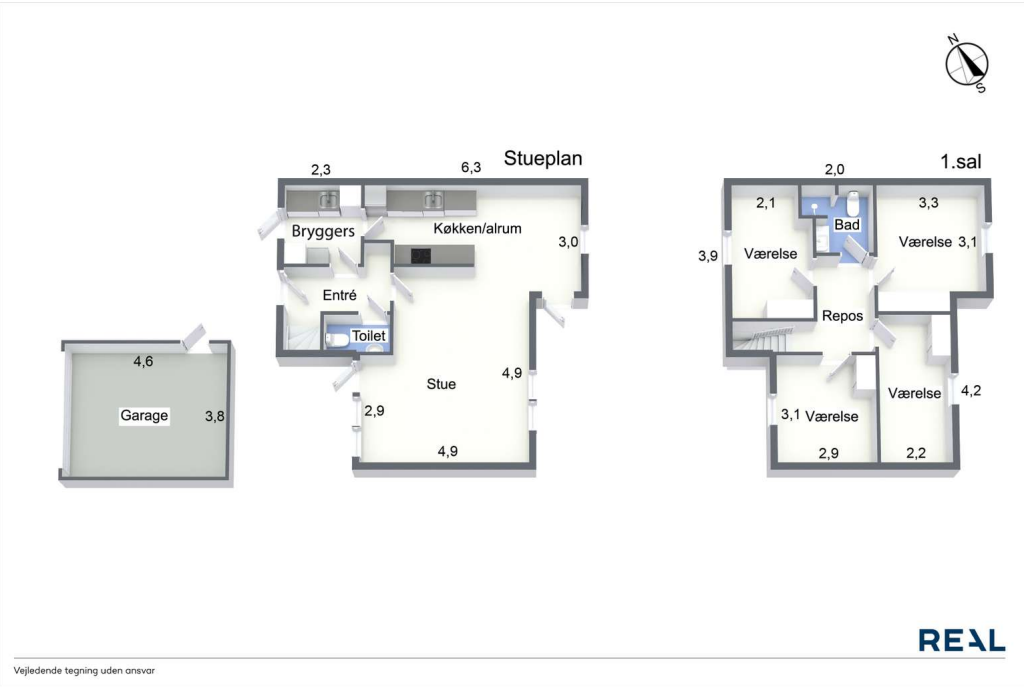 N
S
Stueplan
2,3
6,3
Bryggers
Køkken/alrum
3,0
Entré
Toilet
Stue
4,9
2,9
4,9
4,6
Garage
3,8
1.sal
2,0
2,1
3,3
Bad
Værelse
3,1
3,9
Værelse
Repos
Værelse
4,2
3,1
Værelse
2,9
2,2
REAL
Vejledende tegning uden ansvar